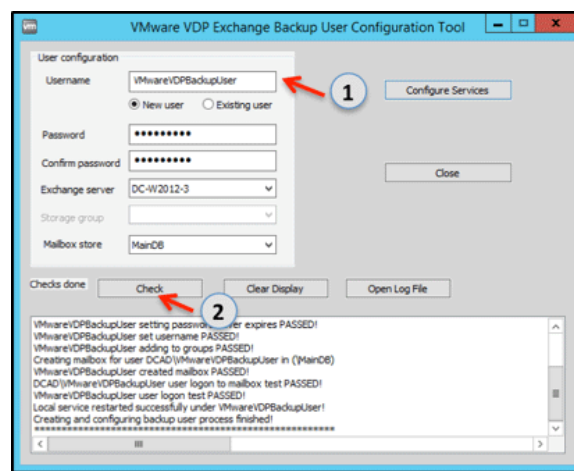 vm
VMware VDP Exchange Backup User Configuration Tool
User configuration
Username
VMwareVDPBackupUser
1
Configure Services
New user
Existing user
Password
Confirm password
Close
Exchange server
DC-W2012-3
Storage group
Mailbox store
MainDB
Checks done
Check
Clear Display
Open Log File
2
VMwareVDPBackupUser setting password expires PASSED!
VMwareVDPBackupUser set username PASSED!
VMwareVDPBackupUser adding to groups PASSED!
Creating mailbox for user DCAD\VMwareVDPBackupUser in (\MainDB)
VMwareVDPBackupUser created mailbox PASSED!
DCAD\VMwareVDPBackupUser user logon to mailbox test PASSED!
VMwareVDPBackupUser user logon test PASSED!
Local service restarted successfully under VMwareVDPBackupUser!
Creating and configuring backup user process finished!